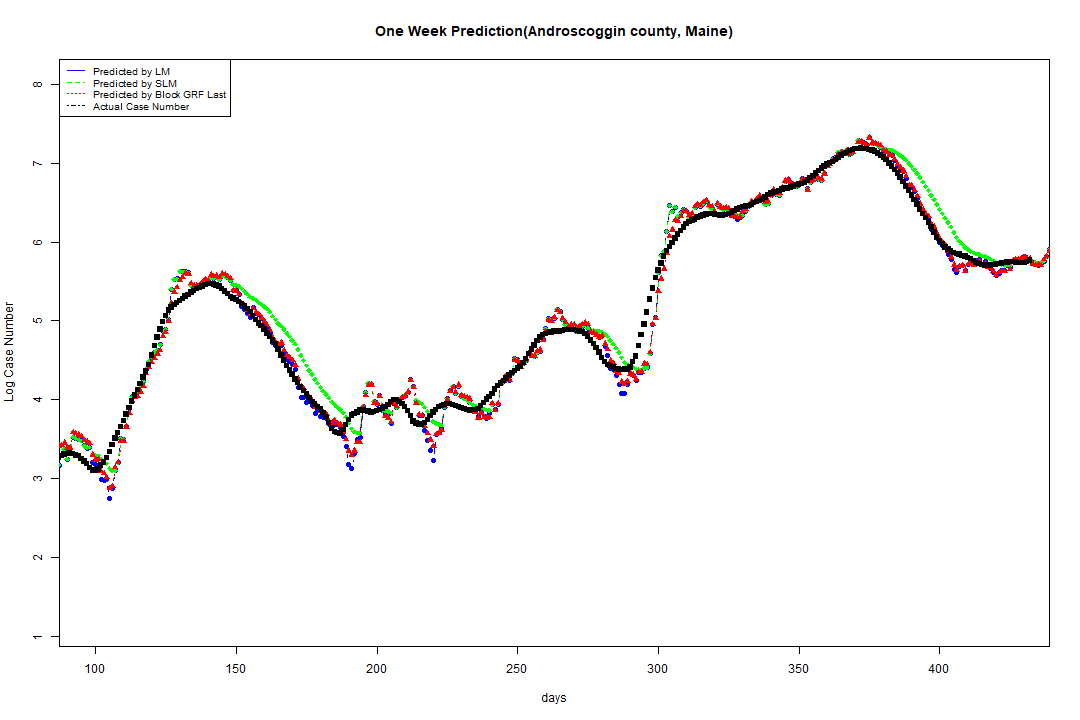 One Week Prediction(Androscoggin county, Maine)
Predicted by LM
Predicted by SLM
Predicted by Block GRF Last
Actual Case Number
8
7
6
5
4
3
2
1
Log Case Number
100 150 200 250 300 350 400
days